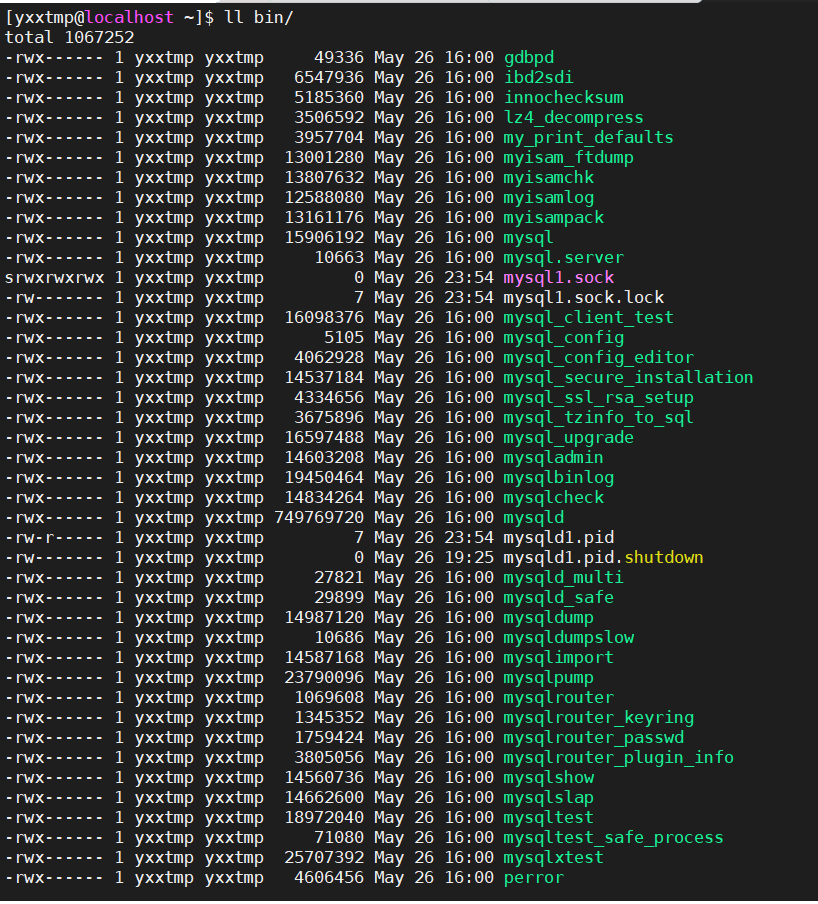 [yxxtmp@localhost ~]$ ll bin/
total 1067252
-rwx------ 1 yxxtmp yxxtmp     49336 May 26 16:00 gdbpd
-rwx------ 1 yxxtmp yxxtmp   6547936 May 26 16:00 ibd2sdi
-rwx------ 1 yxxtmp yxxtmp   5185360 May 26 16:00 innochecksum
-rwx------ 1 yxxtmp yxxtmp   3506592 May 26 16:00 lz4_decompress
-rwx------ 1 yxxtmp yxxtmp   3957704 May 26 16:00 my_print_defaults
-rwx------ 1 yxxtmp yxxtmp  13001280 May 26 16:00 myisam_ftdump
-rwx------ 1 yxxtmp yxxtmp  13807632 May 26 16:00 myisamchk
-rwx------ 1 yxxtmp yxxtmp  12588080 May 26 16:00 myisamlog
-rwx------ 1 yxxtmp yxxtmp  13161176 May 26 16:00 myisampack
-rwx------ 1 yxxtmp yxxtmp  15906192 May 26 16:00 mysql
-rwx------ 1 yxxtmp yxxtmp     10663 May 26 16:00 mysql.server
srwxrwxrwx 1 yxxtmp yxxtmp         0 May 26 23:54 mysql1.sock
-rw------- 1 yxxtmp yxxtmp         7 May 26 23:54 mysql1.sock.lock
-rwx------ 1 yxxtmp yxxtmp  16098376 May 26 16:00 mysql_client_test
-rwx------ 1 yxxtmp yxxtmp      5105 May 26 16:00 mysql_config
-rwx------ 1 yxxtmp yxxtmp   4062928 May 26 16:00 mysql_config_editor
-rwx------ 1 yxxtmp yxxtmp  14537184 May 26 16:00 mysql_secure_installation
-rwx------ 1 yxxtmp yxxtmp   4334656 May 26 16:00 mysql_ssl_rsa_setup
-rwx------ 1 yxxtmp yxxtmp   3675896 May 26 16:00 mysql_tzinfo_to_sql
-rwx------ 1 yxxtmp yxxtmp  16597488 May 26 16:00 mysql_upgrade
-rwx------ 1 yxxtmp yxxtmp  14603208 May 26 16:00 mysqladmin
-rwx------ 1 yxxtmp yxxtmp  19450464 May 26 16:00 mysqlbinlog
-rwx------ 1 yxxtmp yxxtmp  14834264 May 26 16:00 mysqlcheck
-rwx------ 1 yxxtmp yxxtmp 749769720 May 26 16:00 mysqld
-rw-r----- 1 yxxtmp yxxtmp         7 May 26 23:54 mysqld1.pid
-rw------- 1 yxxtmp yxxtmp         0 May 26 19:25 mysqld1.pid.shutdown
-rwx------ 1 yxxtmp yxxtmp     27821 May 26 16:00 mysqld_multi
-rwx------ 1 yxxtmp yxxtmp     29899 May 26 16:00 mysqld_safe
-rwx------ 1 yxxtmp yxxtmp  14987120 May 26 16:00 mysqldump
-rwx------ 1 yxxtmp yxxtmp     10686 May 26 16:00 mysqldumpslow
-rwx------ 1 yxxtmp yxxtmp  14587168 May 26 16:00 mysqlimport
-rwx------ 1 yxxtmp yxxtmp  23790096 May 26 16:00 mysqlpump
-rwx------ 1 yxxtmp yxxtmp   1069608 May 26 16:00 mysqlrouter
-rwx------ 1 yxxtmp yxxtmp   1345352 May 26 16:00 mysqlrouter_keyring
-rwx------ 1 yxxtmp yxxtmp   1759424 May 26 16:00 mysqlrouter_passwd
-rwx------ 1 yxxtmp yxxtmp   3805056 May 26 16:00 mysqlrouter_plugin_info
-rwx------ 1 yxxtmp yxxtmp  14560736 May 26 16:00 mysqlshow
-rwx------ 1 yxxtmp yxxtmp  14662600 May 26 16:00 mysqlslap
-rwx------ 1 yxxtmp yxxtmp  18972040 May 26 16:00 mysqltest
-rwx------ 1 yxxtmp yxxtmp     71080 May 26 16:00 mysqltest_safe_process
-rwx------ 1 yxxtmp yxxtmp  25707392 May 26 16:00 mysqlxtest
-rwx------ 1 yxxtmp yxxtmp   4606456 May 26 16:00 perror